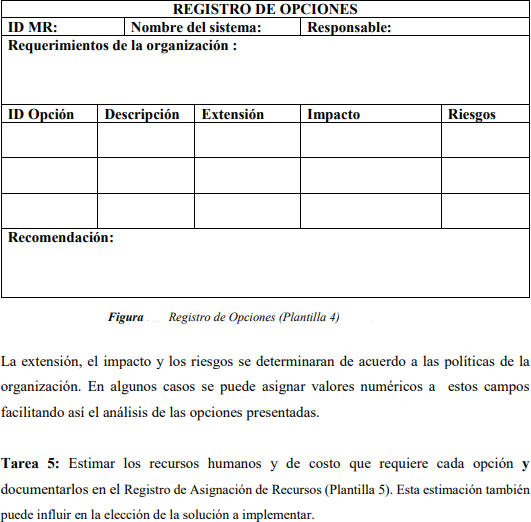 REGISTRO DE OPCIONES
ID MR: Nombre del sistema: Responsable:
Requerimientos de la organización :
ID Opción Descripción Extensión Impacto Riesgos
Recomendación:
Figura Registro de Opciones (Plantilla 4)
La extensión, el impacto y los riesgos se determinaran de acuerdo a las políticas de la
organización. En algunos casos se puede asignar valores numéricos a estos campos
facilitando así el análisis de las opciones presentadas.
Tarea 5: Estimar los recursos humanos y de costo que requiere cada opción y
documentarlos en el Registro de Asignación de Recursos (Plantilla 5). Esta estimación también
puede influir en la elección de la solución a implementar.